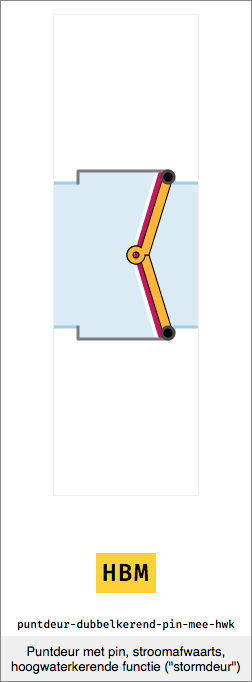 HBM
puntdeur-dubbelkerend-pin-mee-hwk
Puntdeur met pin, stroomafwaarts,
hoogwaterkerende functie ("stormdeur")